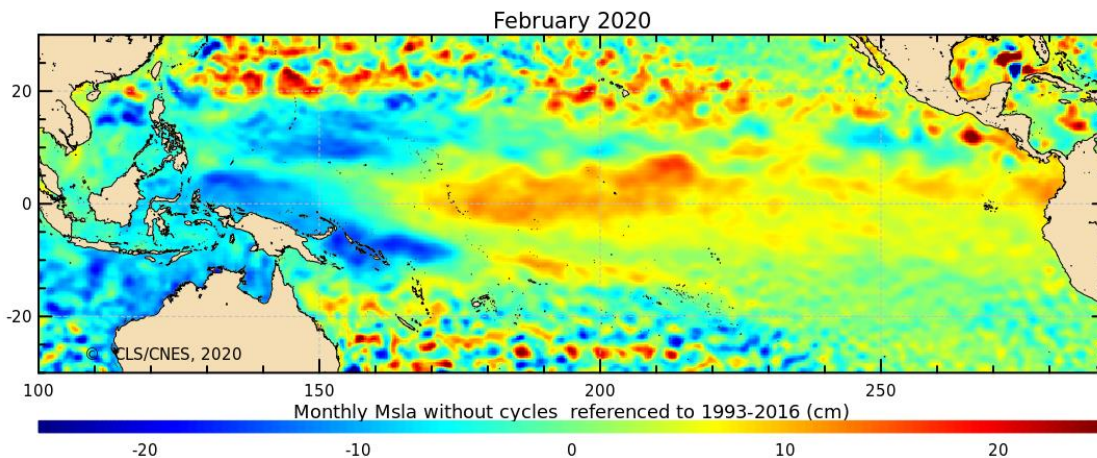 February 2020
20
0
-20
© CLS/CNES, 2020
100 150 200 250
Monthly Msla without cycles referenced to 1993-2016 (cm)
-20 -10 0 10 20